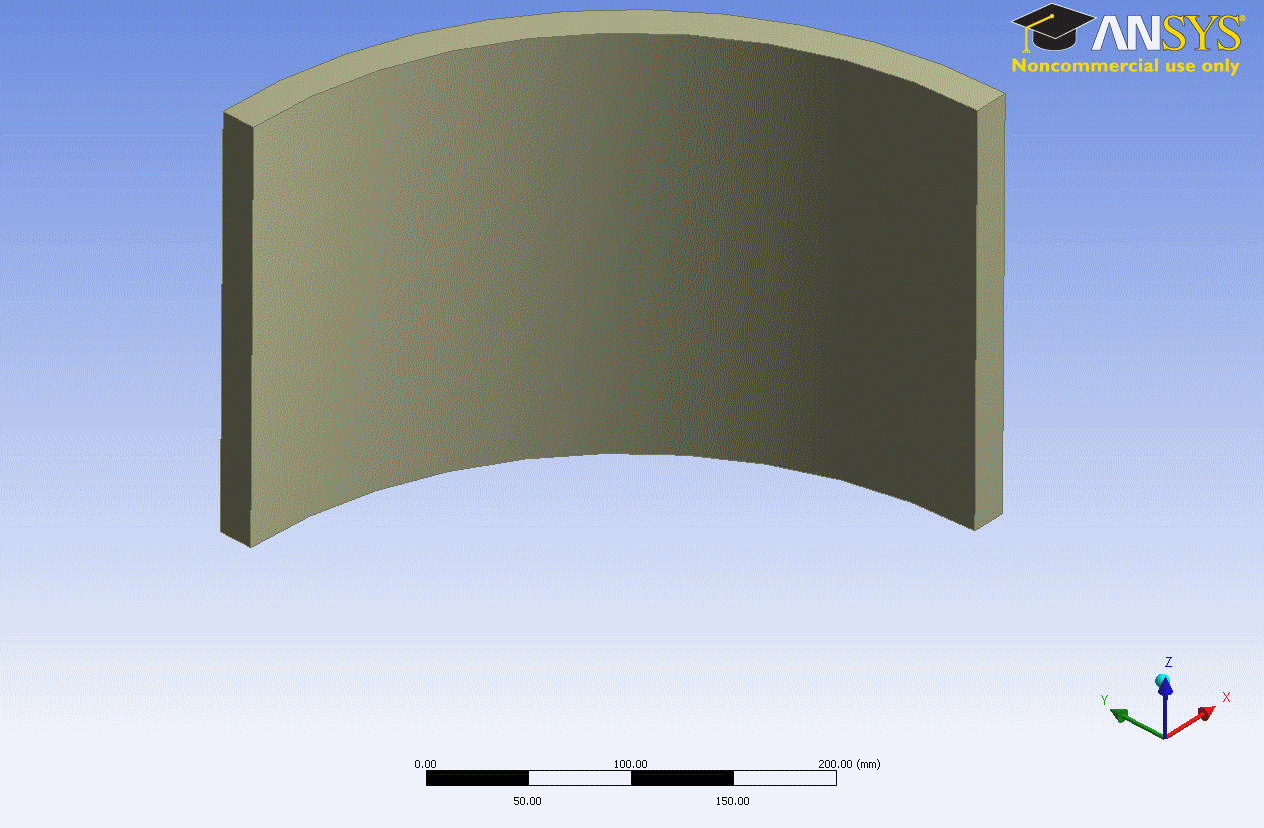 ANSYS®
Noncommercial use only
Z
Y
X
0.00 100.00 200.00 (mm)
50.00 150.00